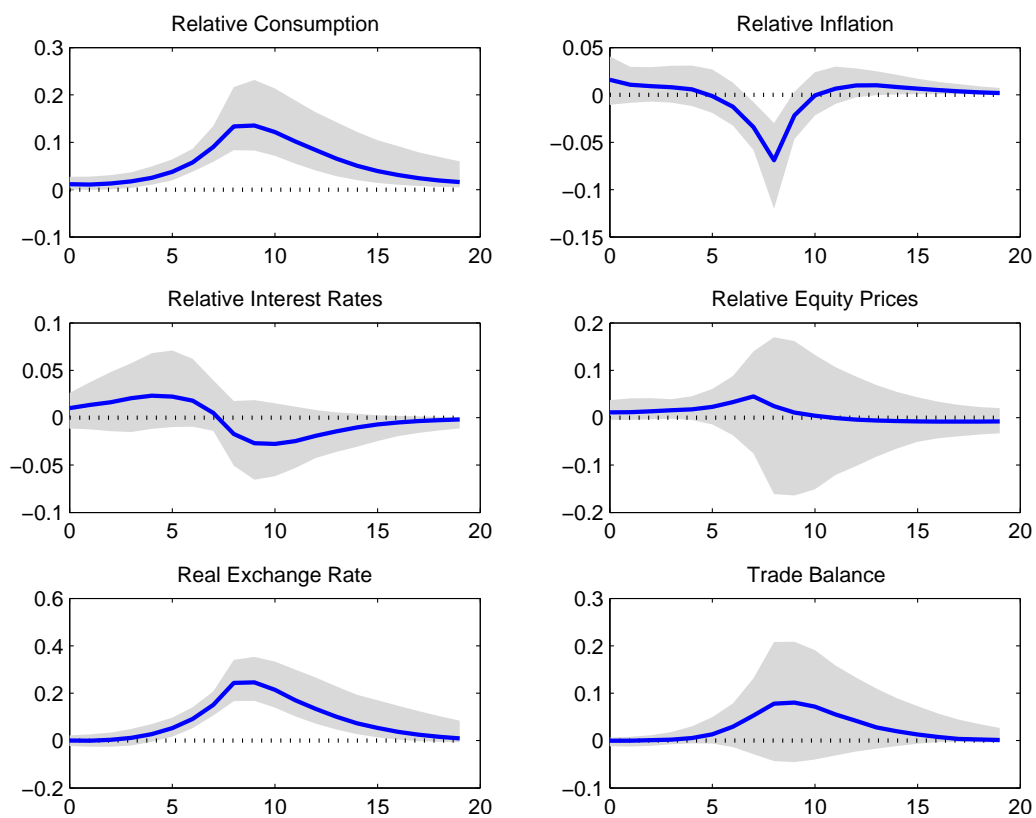 Relative Consumption
Relative Inflation
0.3
0.2
0.1
0
−0.1
0 5 10 15 20
0.05
0
−0.05
−0.1
−0.15
0 5 10 15 20
Relative Interest Rates
Relative Equity Prices
0.1
0.05
0
−0.05
−0.1
0 5 10 15 20
0.2
0.1
0
−0.1
−0.2
0 5 10 15 20
Real Exchange Rate
Trade Balance
0.6
0.4
0.2
0
−0.2
0 5 10 15 20
0.3
0.2
0.1
0
−0.1
0 5 10 15 20